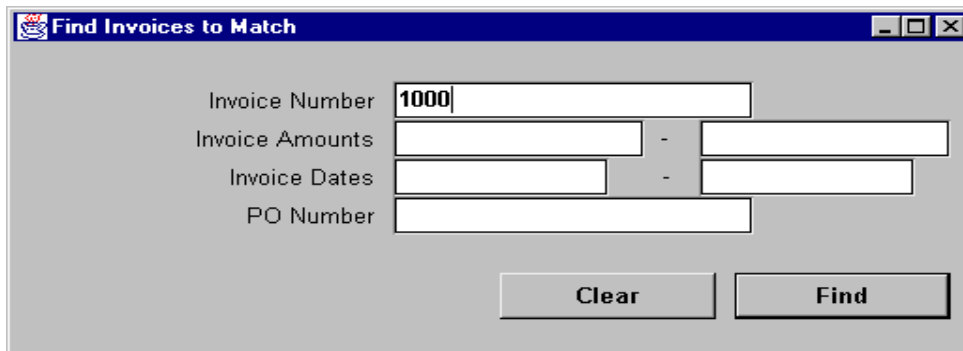 Find Invoices to Match
Invoice Number 1000
Invoice Amounts -
Invoice Dates -
PO Number
Clear Find